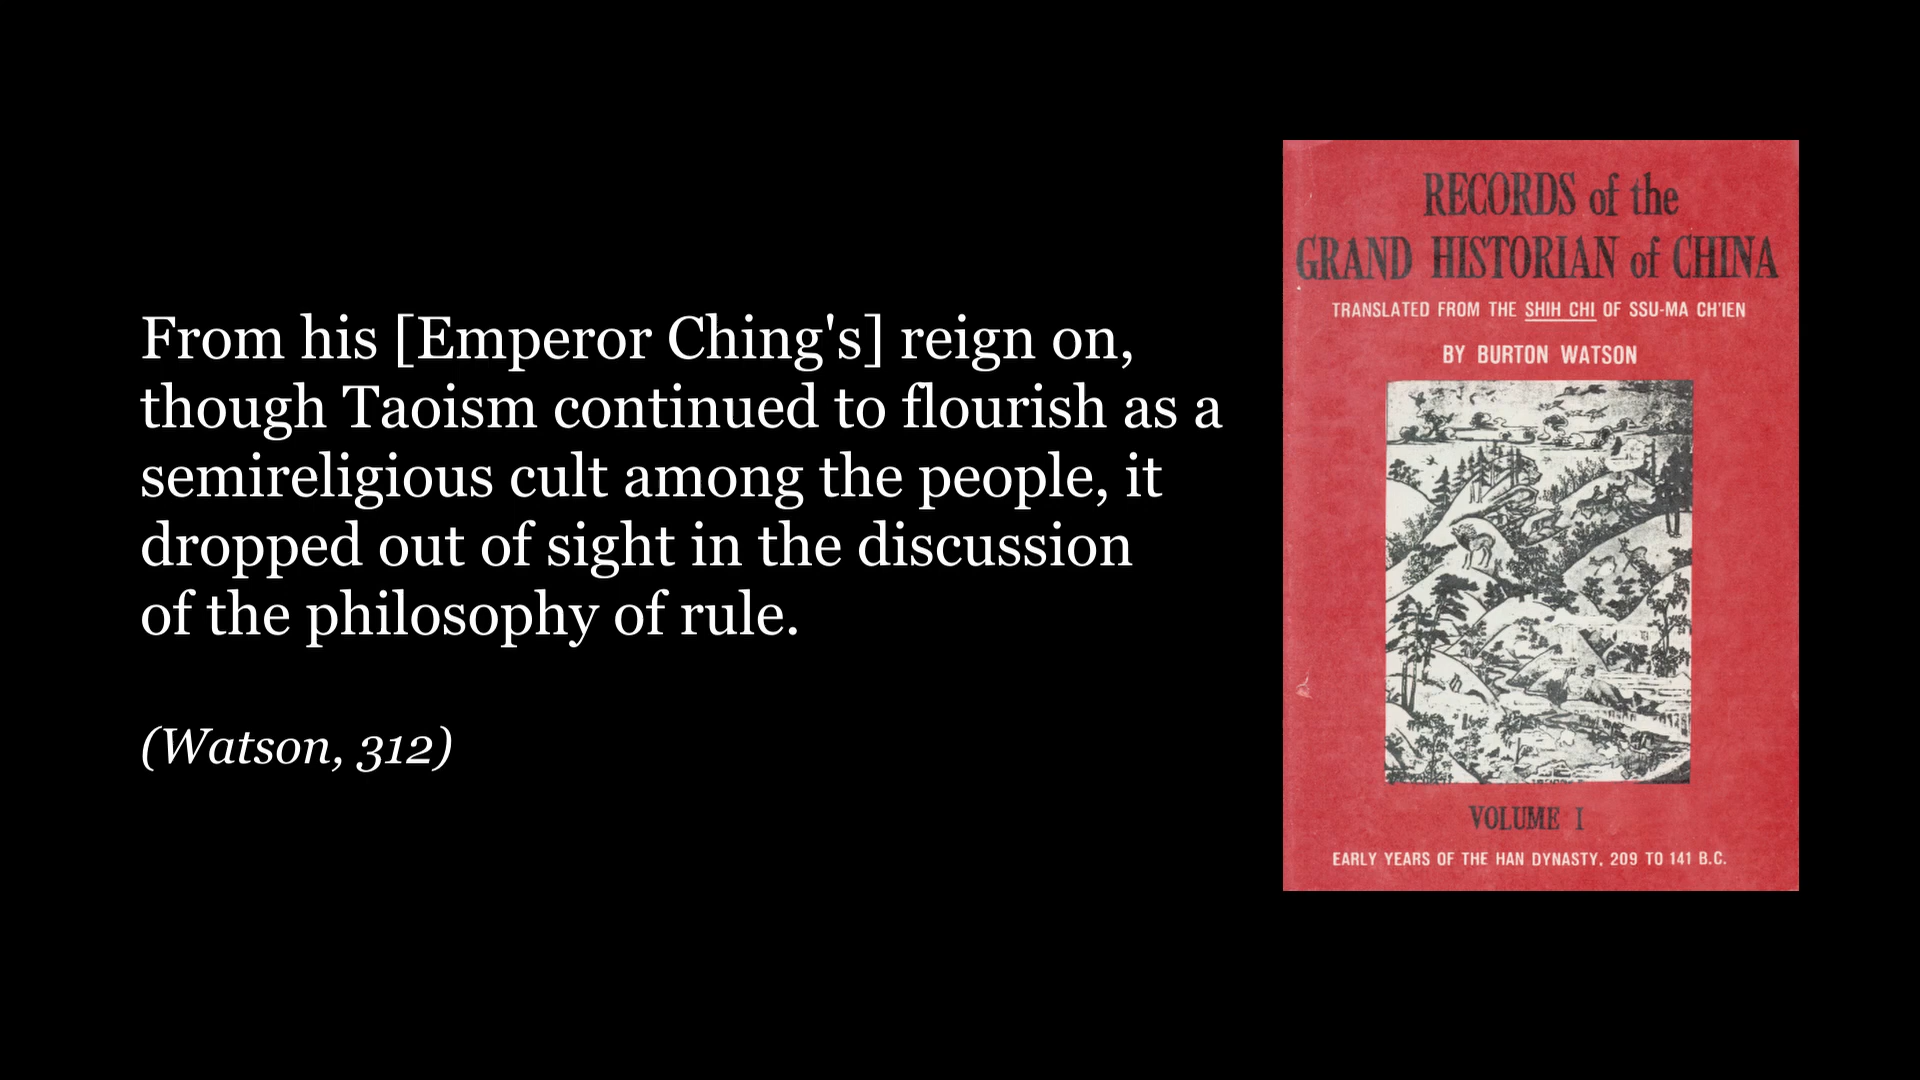 From his [Emperor Ching's] reign on,
though Taoism continued to flourish as a
semireligious cult among the people, it
dropped out of sight in the discussion
of the philosophy of rule.
(Watson, 312)
RECORDS of the
GRAND HISTORIAN of CHINA
TRANSLATED FROM THE SHIH CHI OF SSU-MA CH'IEN
BY BURTON WATSON
VOLUME I
EARLY YEARS OF THE HAN DYNASTY, 209 TO 141 B.C.